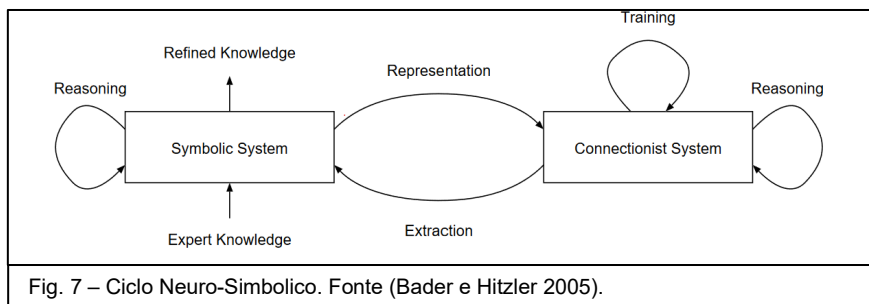 Training
Refined Knowledge
Representation
Reasoning
Reasoning
Symbolic System
Connectionist System
Expert Knowledge
Extraction
Fig. 7 – Ciclo Neuro-Simbolico. Fonte (Bader e Hitzler 2005).